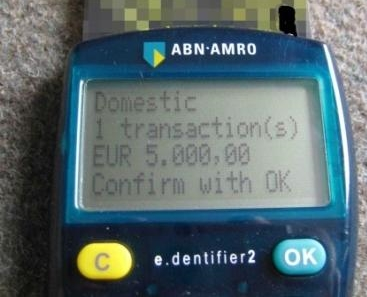 ABN·AMRO
Domestic
1 transaction(s)
EUR 5.000,00
Confirm with OK
C e.dentifier2 OK